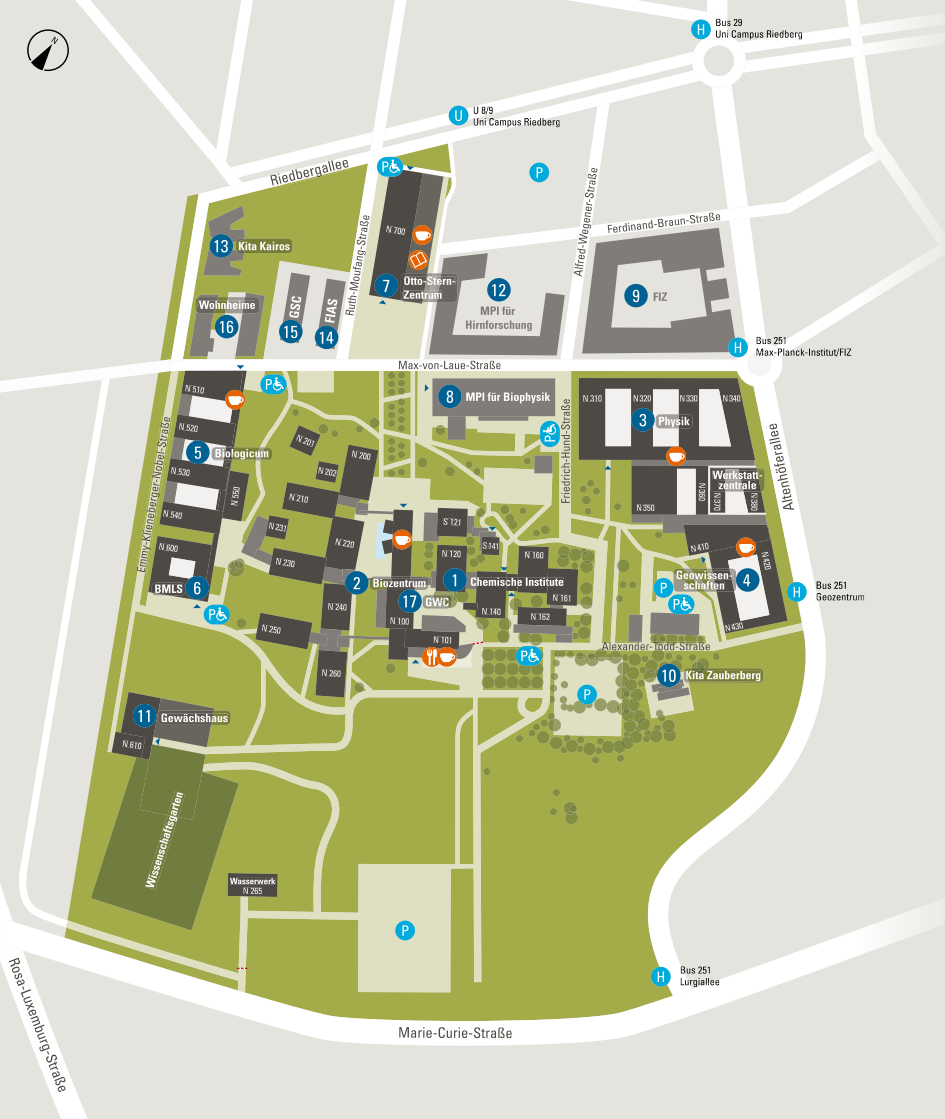 N
H
Bus 29
Uni Campus Riedberg
U
U 8/9
Uni Campus Riedberg
Riedbergallee
P
P
N 700
Ruth-Moufang-Straße
Alfred-Wegener-Straße
Ferdinand-Braun-Straße
13 Kita Kairos
7 Otto-Stern-
Zentrum
12
MPI für
Hirnforschung
9 FIZ
Wohnheime
16
15 GSC
14 FIAS
H
Bus 251
Max-Planck-Institut/FIZ
Max-von-Laue-Straße
P
N 510
N 520
5 Biologicum
N 530
N 540
N 550
N 600
BMLS 6
P
Emmy-Klieneberger-Nobel-Straße
8 MPI für Biophysik
P
Friedrich-Hund-Straße
N 310
N 320
N 330
N 340
3 Physik
Werkstatt-
zentrale
N 350
N 360
N 370
N 380
Altenhöferallee
N 410
N 420
N 430
Geowissen-
schaften
4
P
P
H
Bus 251
Geozentrum
N 201
N 202
N 200
N 210
N 231
N 220
N 230
2 Biozentrum
N 240
N 250
N 260
S 121
N 120
S 141
N 160
1 Chemische Institute
N 140
N 161
N 162
17 GWC
N 100
N 101
P
Alexander-Todd-Straße
10 Kita Zauberberg
P
11 Gewächshaus
N 610
Wissenschaftsgarten
Wasserwerk
N 265
P
H
Bus 251
Lurgiallee
Rosa-Luxemburg-Straße
Marie-Curie-Straße